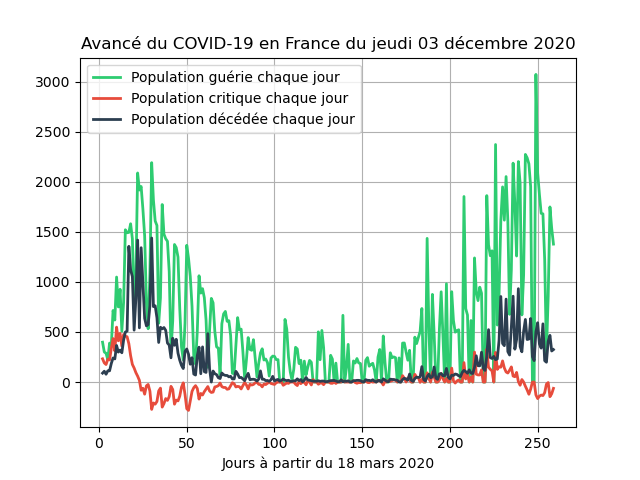 Avancé du COVID-19 en France du jeudi 03 décembre 2020
Population guérie chaque jour
Population critique chaque jour
Population décédée chaque jour
3000
2500
2000
1500
1000
500
0
0 50 100 150 200 250
Jours à partir du 18 mars 2020